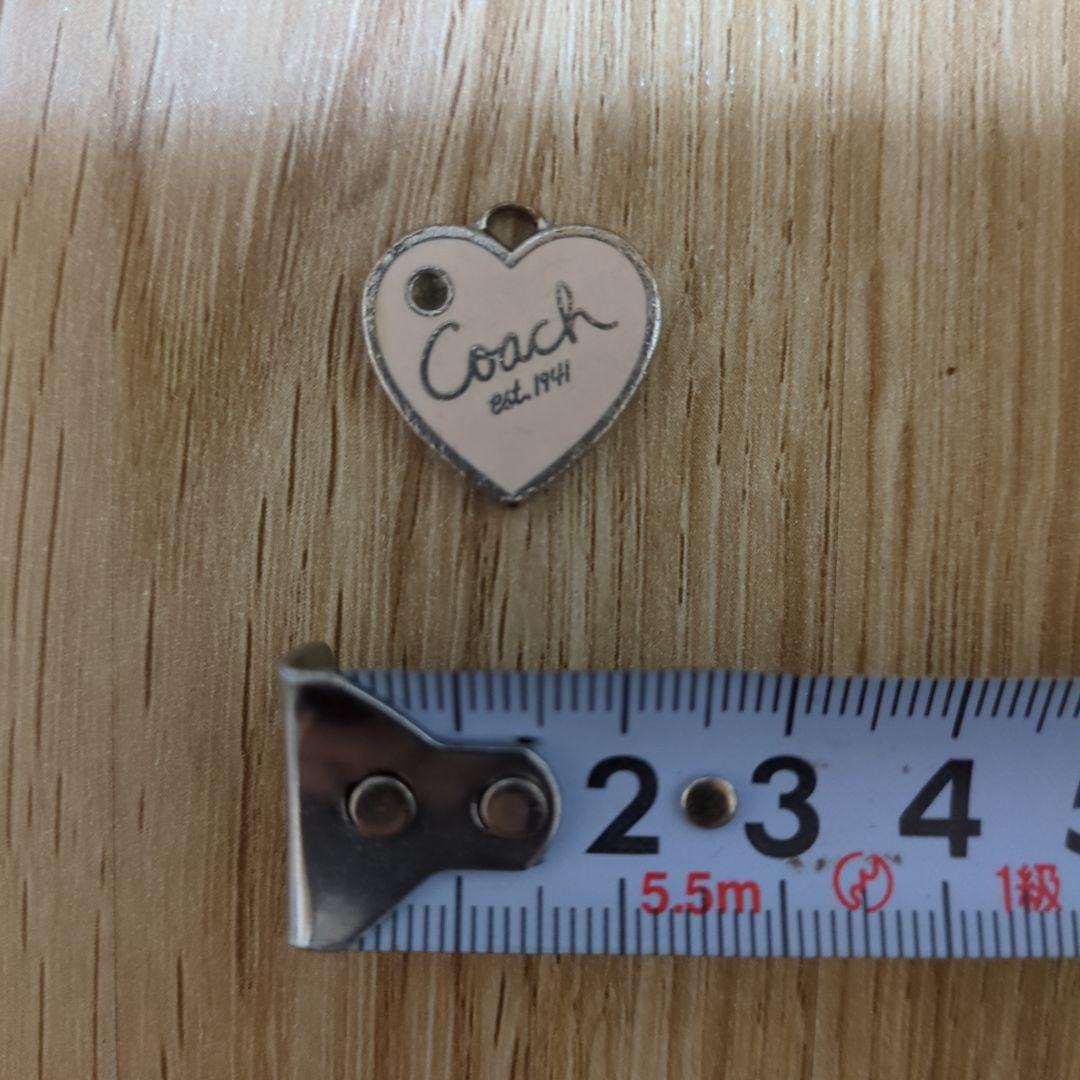 Coach
est. 1941
2 3 4
5.5m 1級